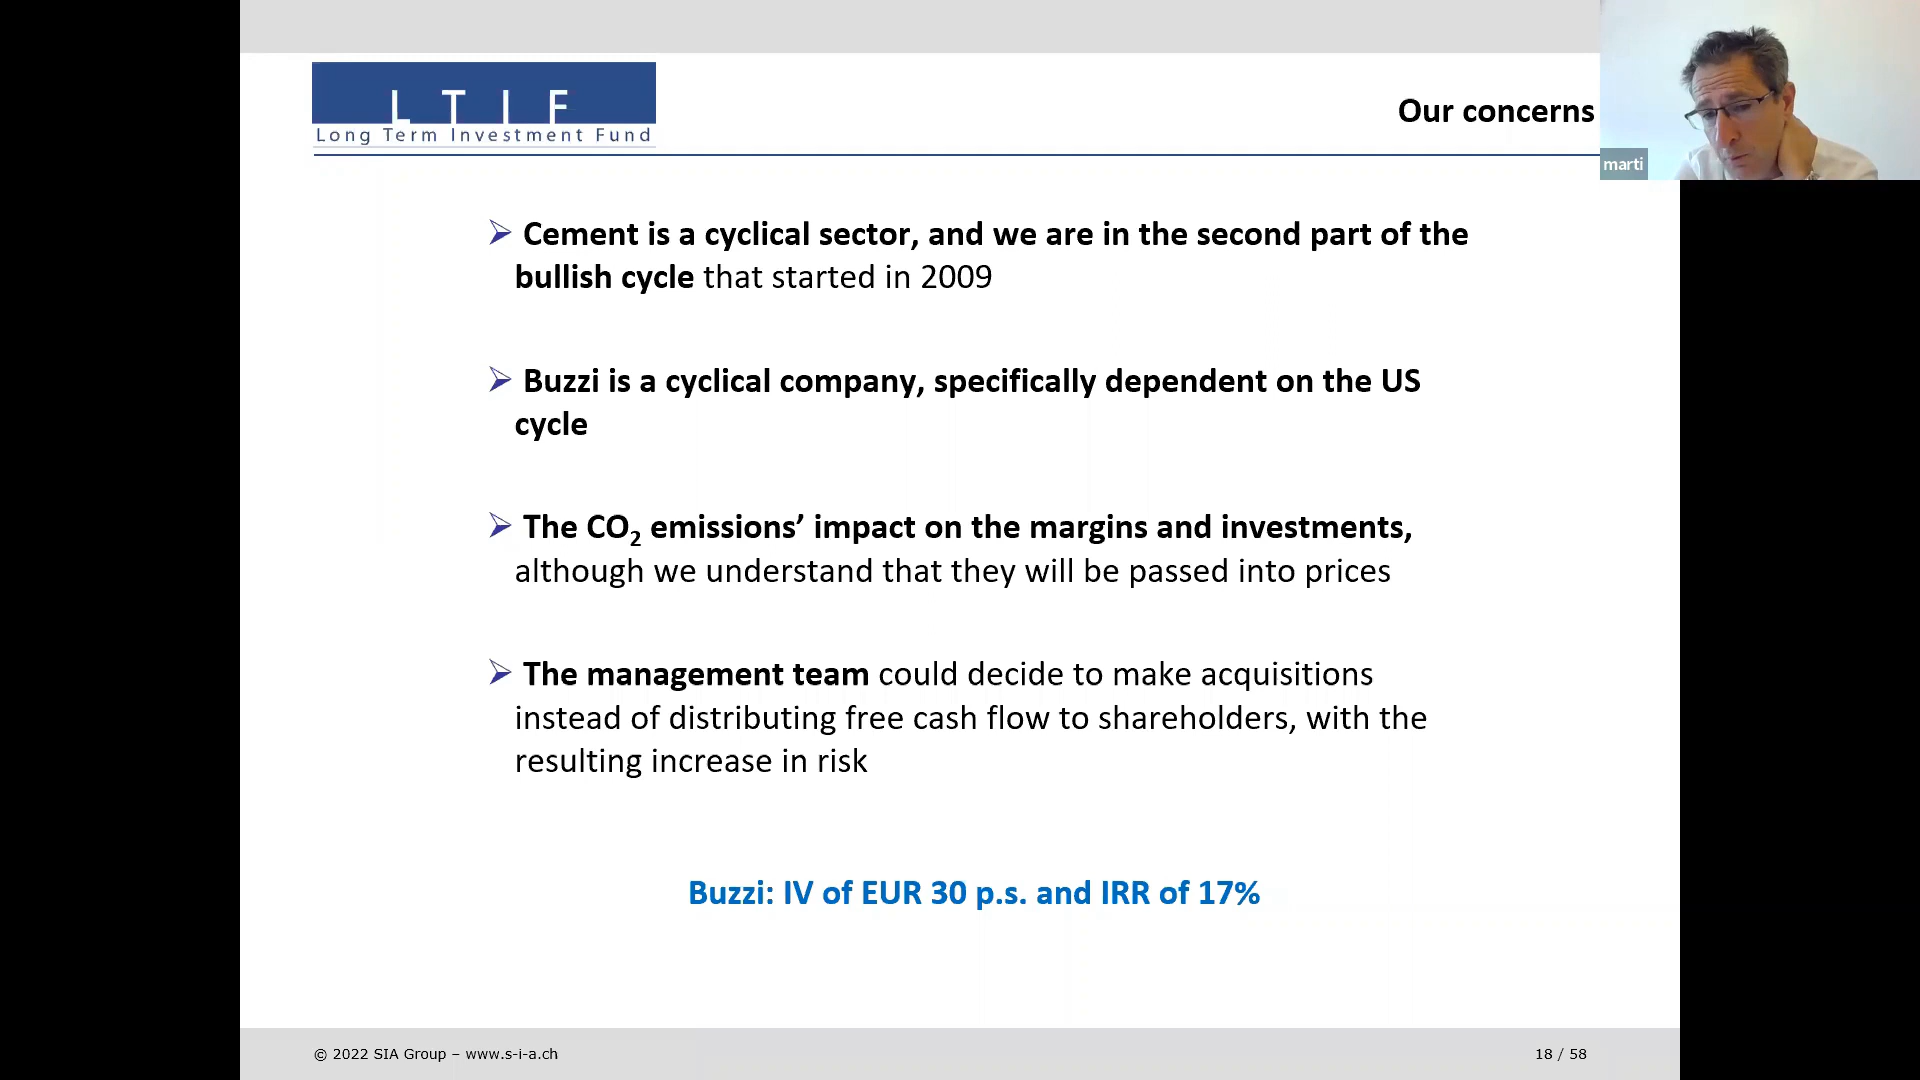 L T I F
Long Term Investment Fund
Our concerns
marti
Cement is a cyclical sector, and we are in the second part of the
bullish cycle that started in 2009
Buzzi is a cyclical company, specifically dependent on the US
cycle
The CO₂ emissions’ impact on the margins and investments,
although we understand that they will be passed into prices
The management team could decide to make acquisitions
instead of distributing free cash flow to shareholders, with the
resulting increase in risk
Buzzi: IV of EUR 30 p.s. and IRR of 17%
© 2022 SIA Group – www.s-i-a.ch
18 / 58